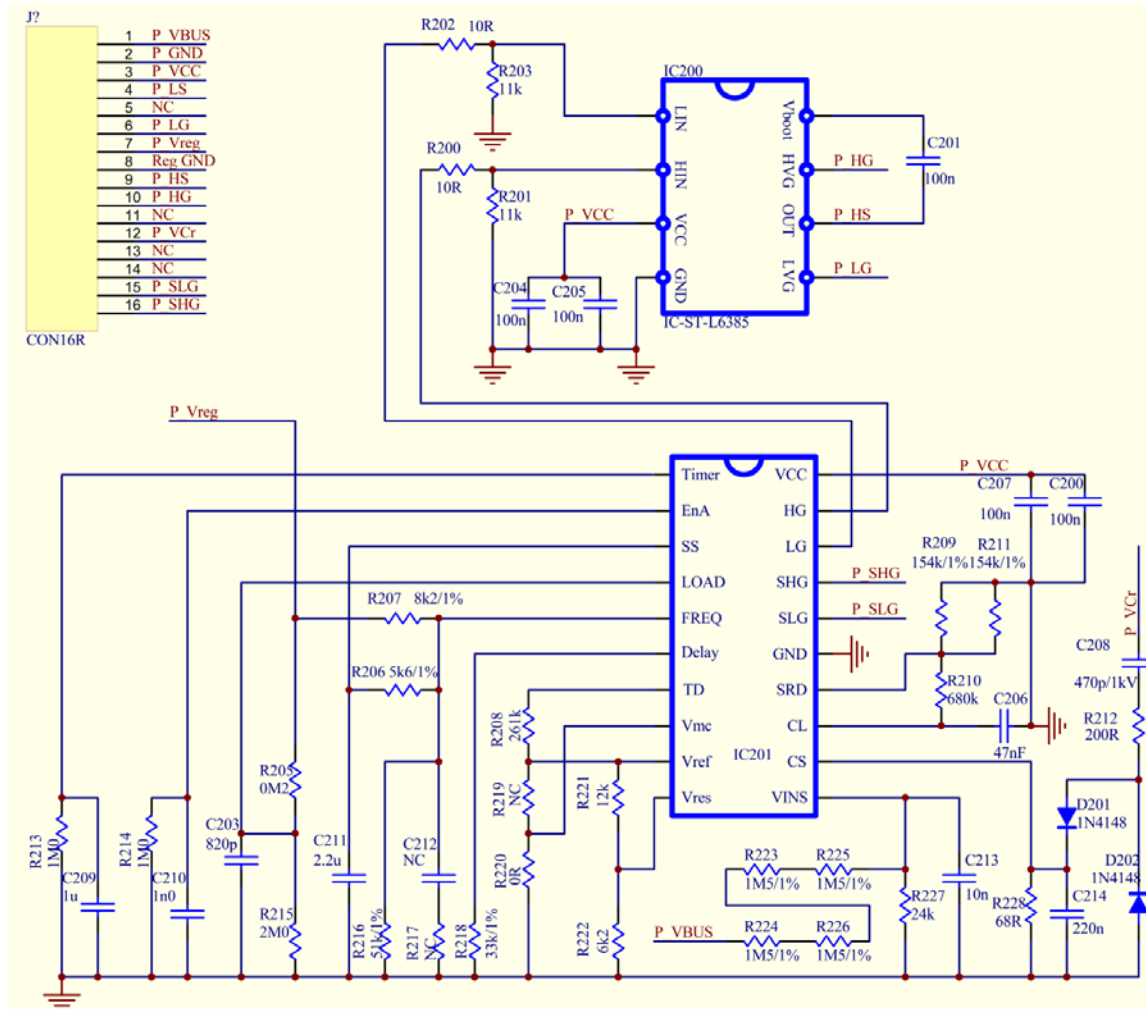 J?
1 P_VBUS
2 P_GND
3 P_VCC
4 P_LS
5 NC
6 P_LG
7 P_Vreg
8 Reg GND
9 P_HS
10 P_HG
11 NC
12 P_VCr
13 NC
14 NC
15 P_SLG
16 P_SHG
CON16R
R202 10R
R203
11k
R200
10R
R201
11k
P_VCC
C204
100n
C205
100n
IC200
LIN
HIN
VCC
GND
Vboot
HVG
OUT
LVG
IC-ST-L6385
P_HG
P_HS
P_LG
C201
100n
P_Vreg
Timer
EnA
SS
LOAD
FREQ
Delay
TD
Vmc
Vref
Vres
VCC
HG
LG
SHG
SLG
GND
SRD
CL
CS
VINS
IC201
P_VCC
C207
100n
C200
100n
R209
154k/1%
R211
154k/1%
P_SHG
P_SLG
R210
680k
C206
47nF
P_VCr
C208
470p/1kV
R212
200R
D201
1N4148
D202
1N4148
R207 8k2/1%
R206 5k6/1%
R208
261k
R219
NC
R220
0R
R221
12k
R222
6k2
R205
0M2
R213
1M0
C209
1u
R214
1M0
C210
1n0
C203
820p
R215
2M0
C211
2.2u
R216
51k/1%
C212
NC
R217
NC
R218
33k/1%
R223
1M5/1%
R225
1M5/1%
P_VBUS
R224
1M5/1%
R226
1M5/1%
R227
24k
C213
10n
R228
68R
C214
220n